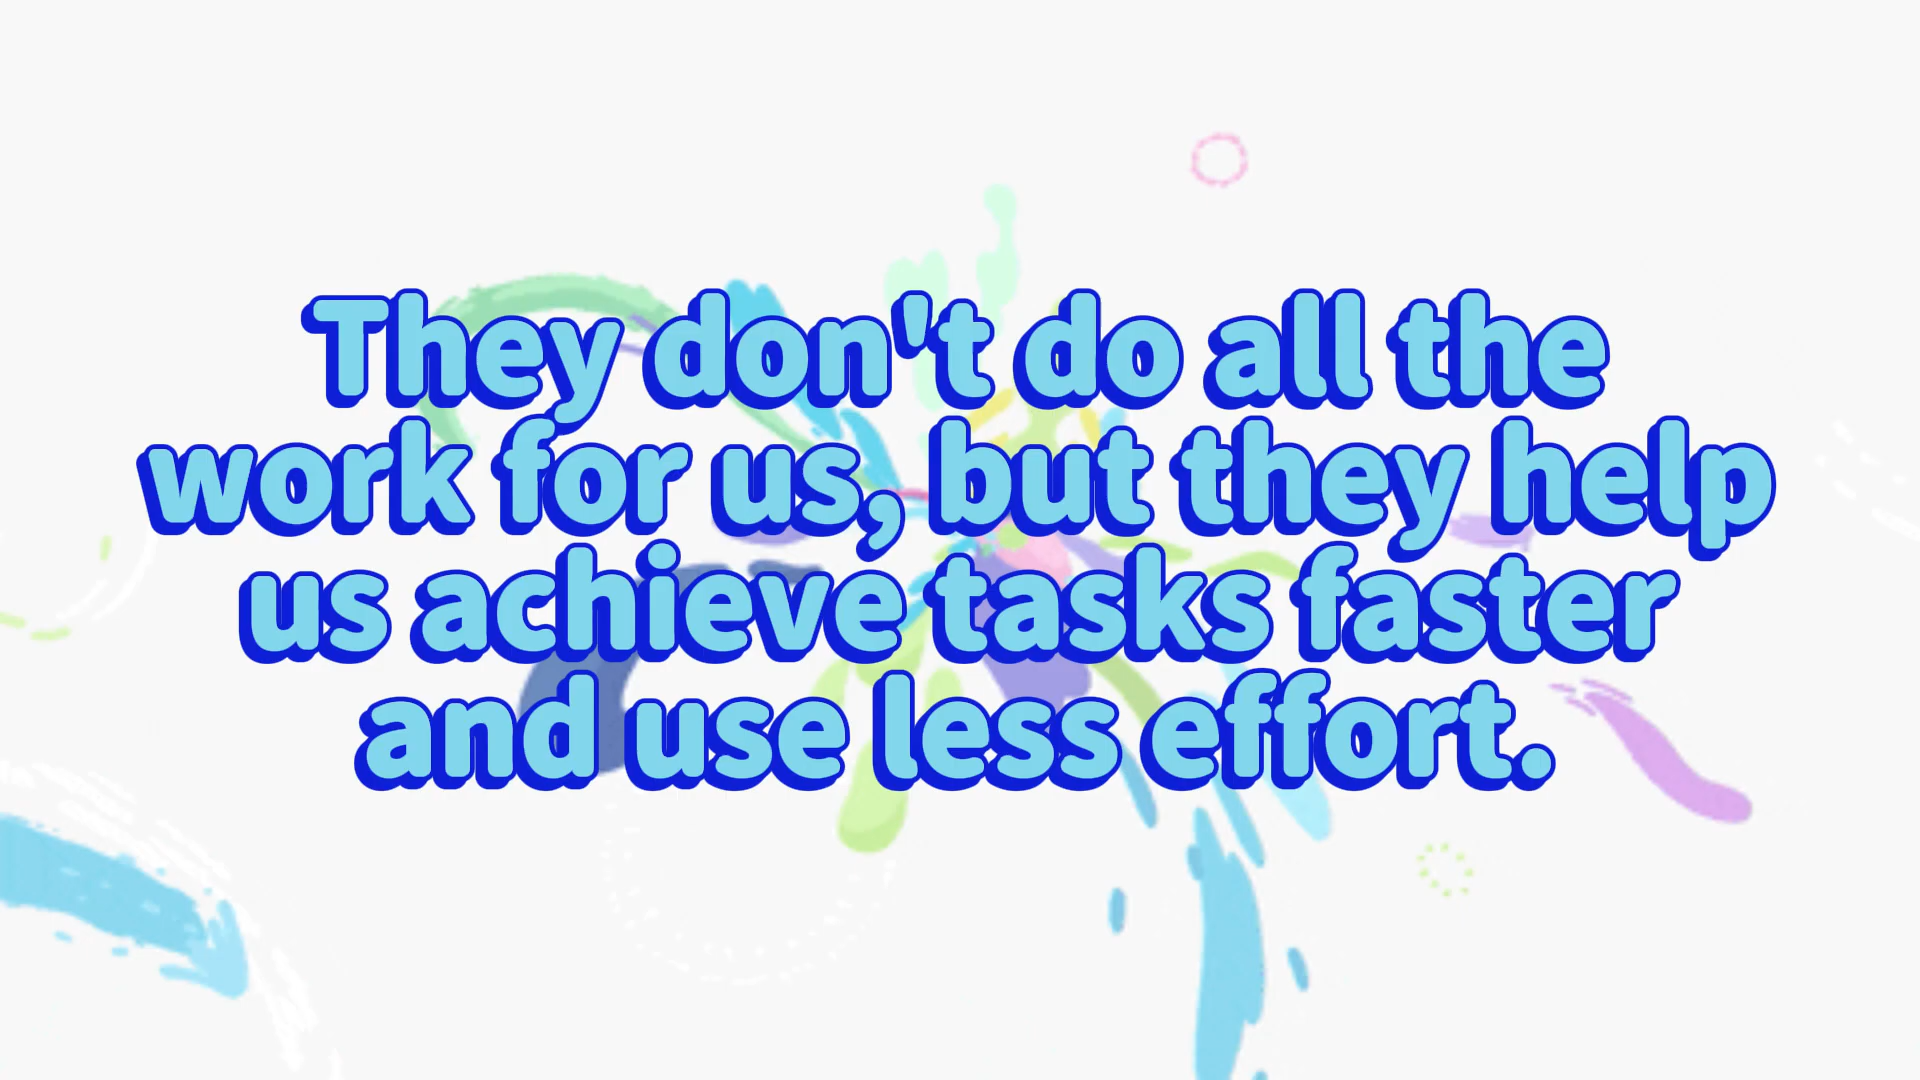 They don't do all the
work for us, but they help
us achieve tasks faster
and use less effort.